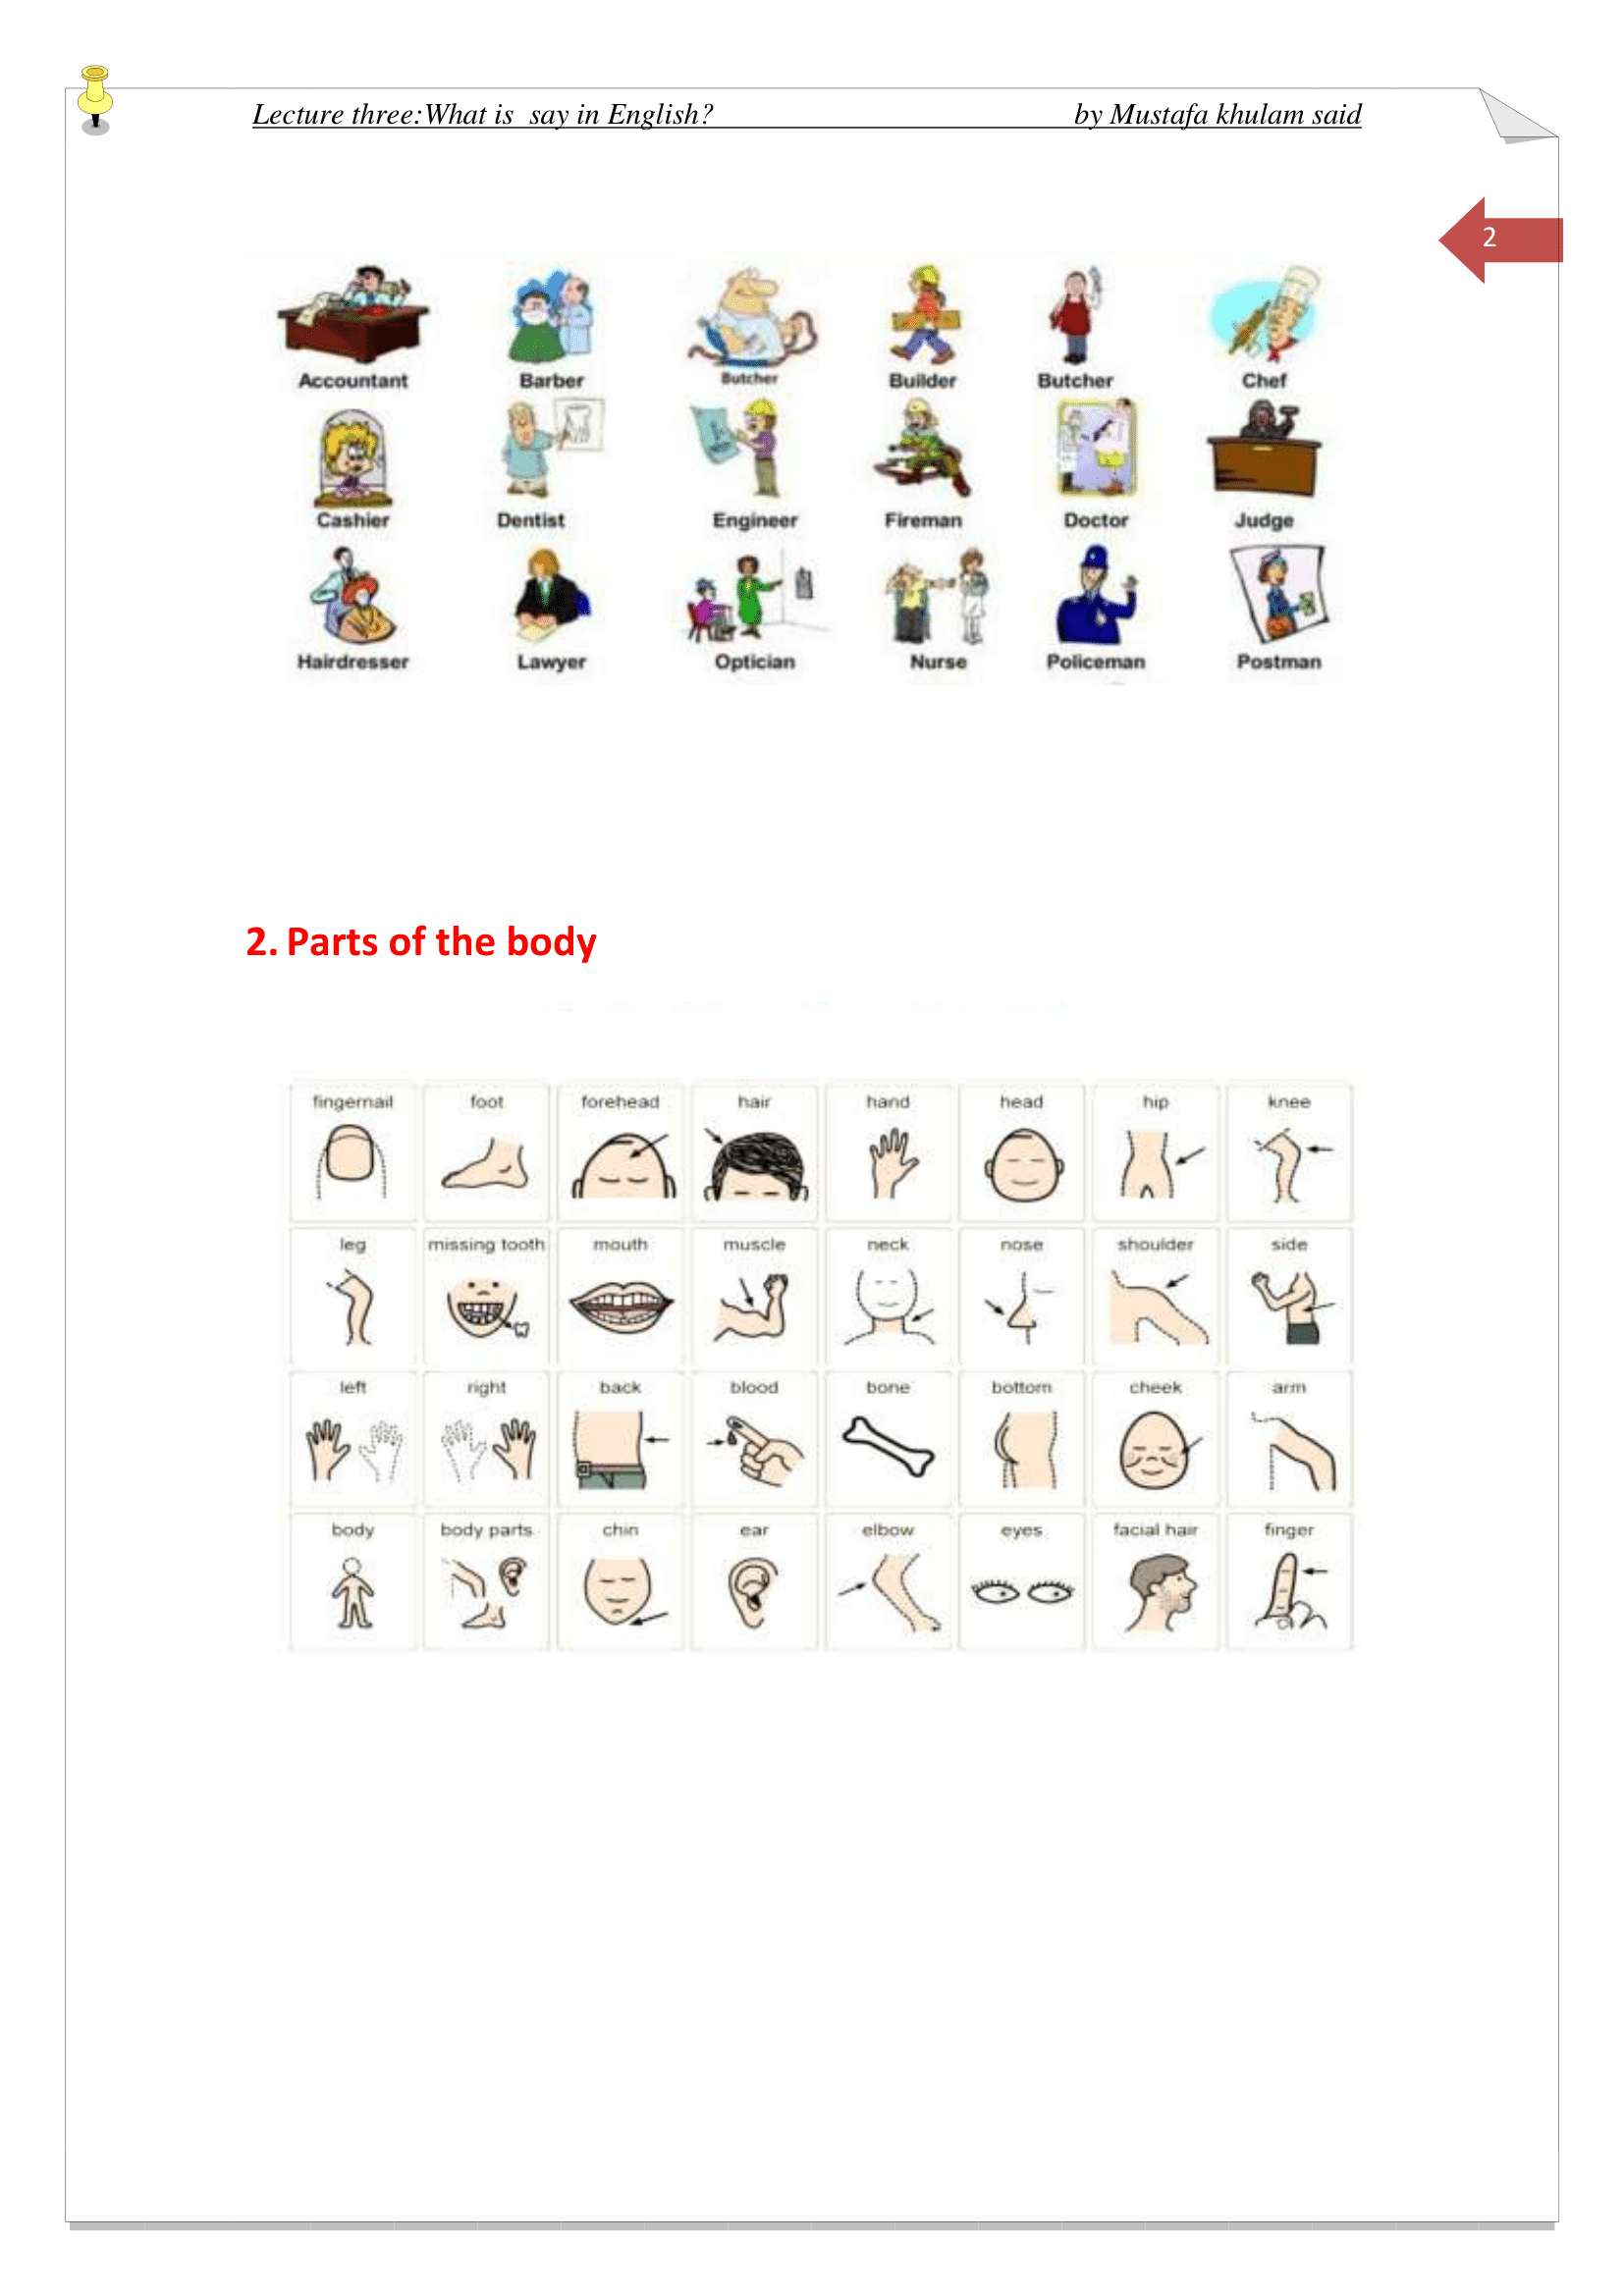 Lecture three:What is  say in English? by Mustafa khulam said
2
Accountant Barber Butcher Builder Butcher Chef
Cashier Dentist Engineer Fireman Doctor Judge
Hairdresser Lawyer Optician Nurse Policeman Postman
2. Parts of the body
fingernail foot forehead hair hand head hip knee
leg missing tooth mouth muscle neck nose shoulder side
left right back blood bone bottom cheek arm
body body parts chin ear elbow eyes facial hair finger